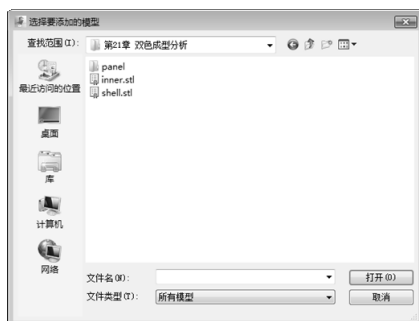 选择要添加的模型
查找范围(I): 第21章 双色成型分析
panel
inner.stl
shell.stl
最近访问的位置
桌面
库
计算机
网络
文件名(N): 打开(O)
文件类型(T): 所有模型 取消